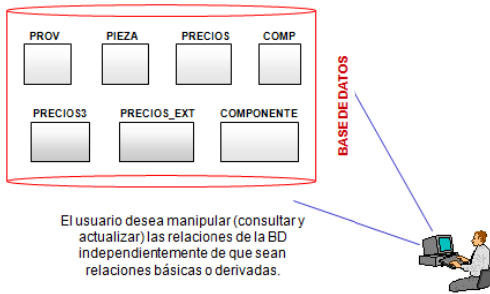 PROV PIEZA PRECIOS COMP
PRECIOS3 PRECIOS_EXT COMPONENTE
BASE DE DATOS
El usuario desea manipular (consultar y
actualizar) las relaciones de la BD
independientemente de que sean
relaciones básicas o derivadas.